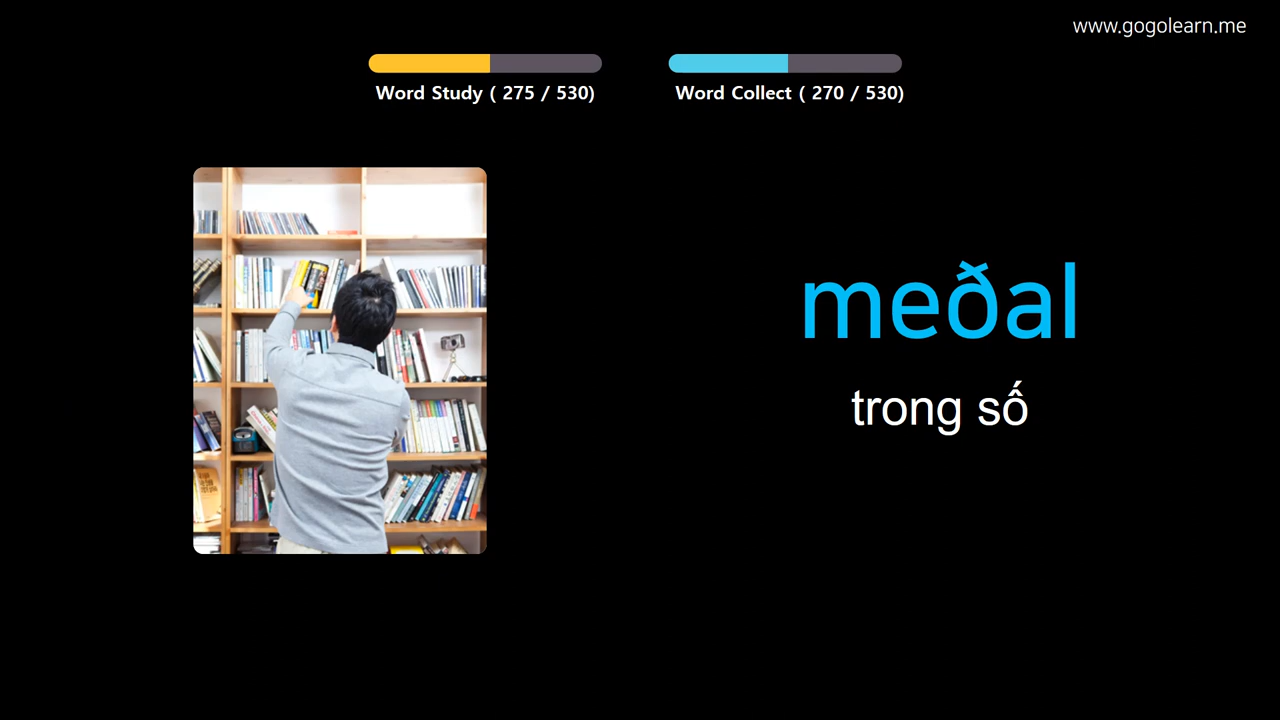 www.gogolearn.me
Word Study ( 275 / 530)
Word Collect ( 270 / 530)
meðal
trong số